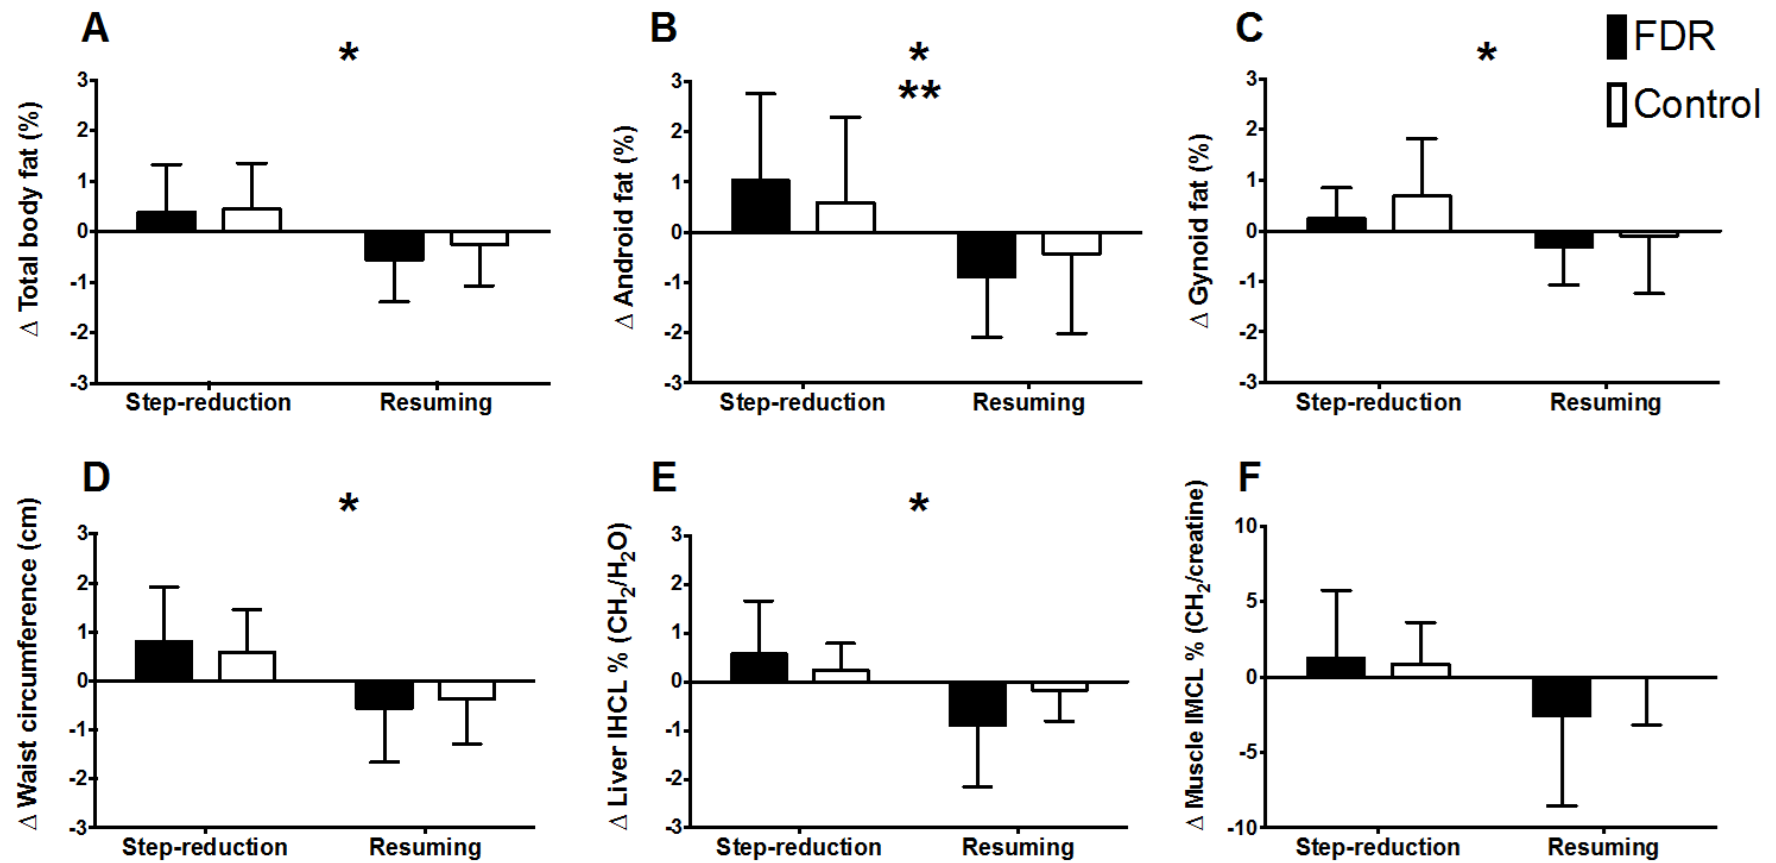 A
*
Δ Total body fat (%)
3
2
1
0
-1
-2
-3
Step-reduction Resuming
B
*
**
Δ Android fat (%)
3
2
1
0
-1
-2
-3
Step-reduction Resuming
C
*
Δ Gynoid fat (%)
3
2
1
0
-1
-2
-3
Step-reduction Resuming
FDR
Control
D
*
Δ Waist circumference (cm)
3
2
1
0
-1
-2
-3
Step-reduction Resuming
E
*
Δ Liver IHCL % (CH₂/H₂O)
3
2
1
0
-1
-2
-3
Step-reduction Resuming
F
Δ Muscle IMCL % (CH₂/creatine)
10
5
0
-5
-10
Step-reduction Resuming